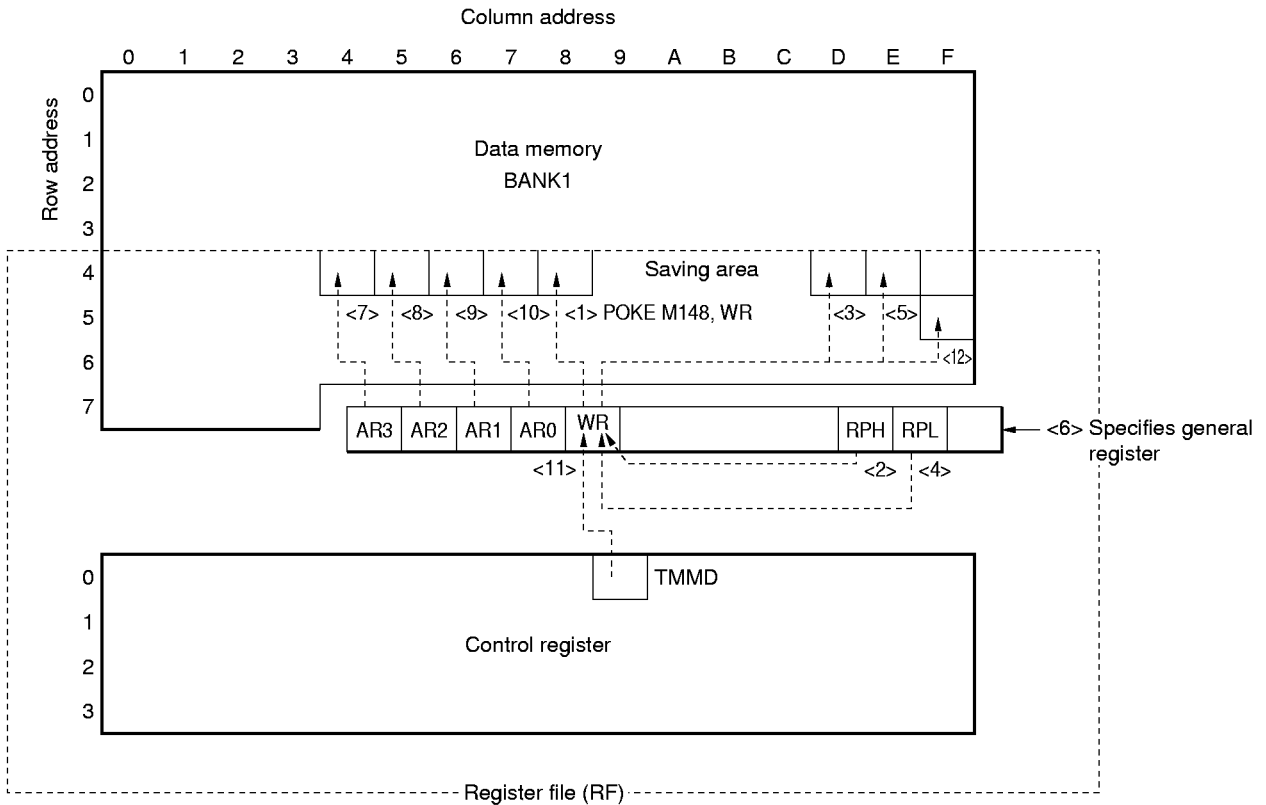 Column address
0 1 2 3 4 5 6 7 8 9 A B C D E F
Row address
0
1
2
3
4
5
6
7
Data memory
BANK1
Saving area
<7> <8> <9> <10> <1> POKE M148, WR <3> <5>
<12>
AR3 AR2 AR1 AR0 WR RPH RPL
<6> Specifies general
register
<11> <2> <4>
0
1
2
3
TMMD
Control register
Register file (RF)